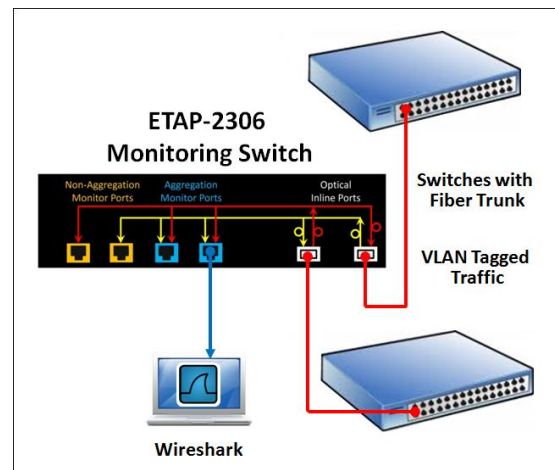 ETAP-2306
Monitoring Switch
Non-Aggregation
Monitor Ports
Aggregation
Monitor Ports
Optical
Inline Ports
Switches with
Fiber Trunk
VLAN Tagged
Traffic
Wireshark